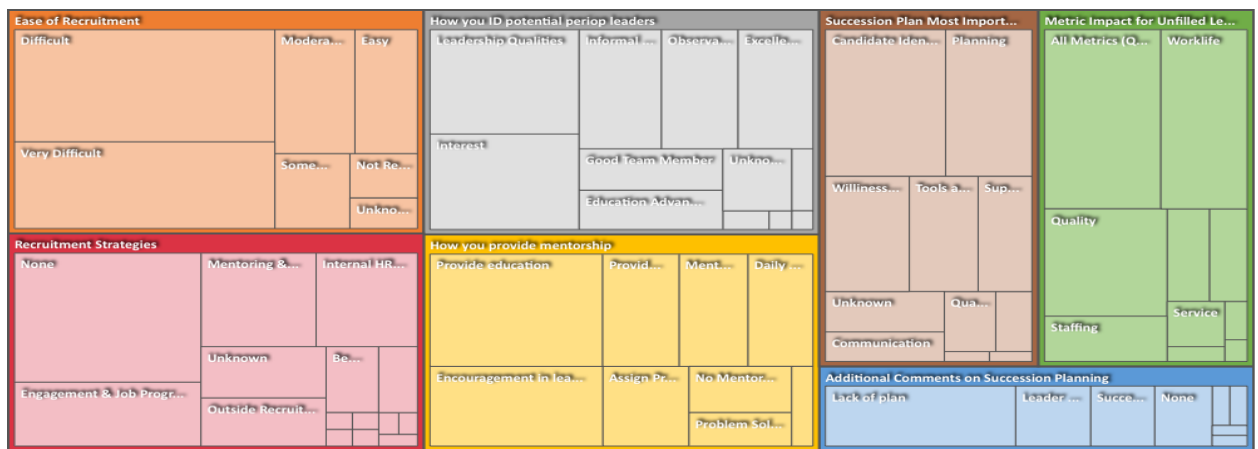 Ease of Recruitment
Difficult
Modera...
Easy
Very Difficult
Some...
Not Re...
Unkno...
How you ID potential periop leaders
Leadership Qualities
Informal ...
Observa...
Excelle...
Interest
Good Team Member
Unkno...
Education Advan...
Succession Plan Most Import...
Candidate Iden...
Planning
Williness...
Tools a...
Sup...
Unknown
Qua...
Communication
Metric Impact for Unfilled Le...
All Metrics (Q...
Worklife
Quality
Service
Staffing
Recruitment Strategies
None
Mentoring &...
Internal HR...
Unknown
Be...
Engagement & Job Progr...
Outside Recruit...
How you provide mentorship
Provide education
Provid...
Ment...
Daily ...
Encouragement in lea...
Assign Pr...
No Mentor...
Problem Sol...
Additional Comments on Succession Planning
Lack of plan
Leader ...
Succe...
None